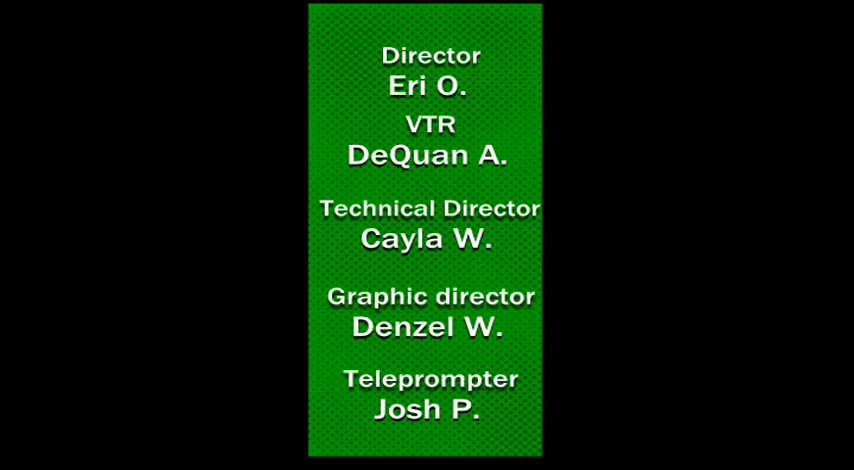 Director
Eri O.
VTR
DeQuan A.
Technical Director
Cayla W.
Graphic director
Denzel W.
Teleprompter
Josh P.